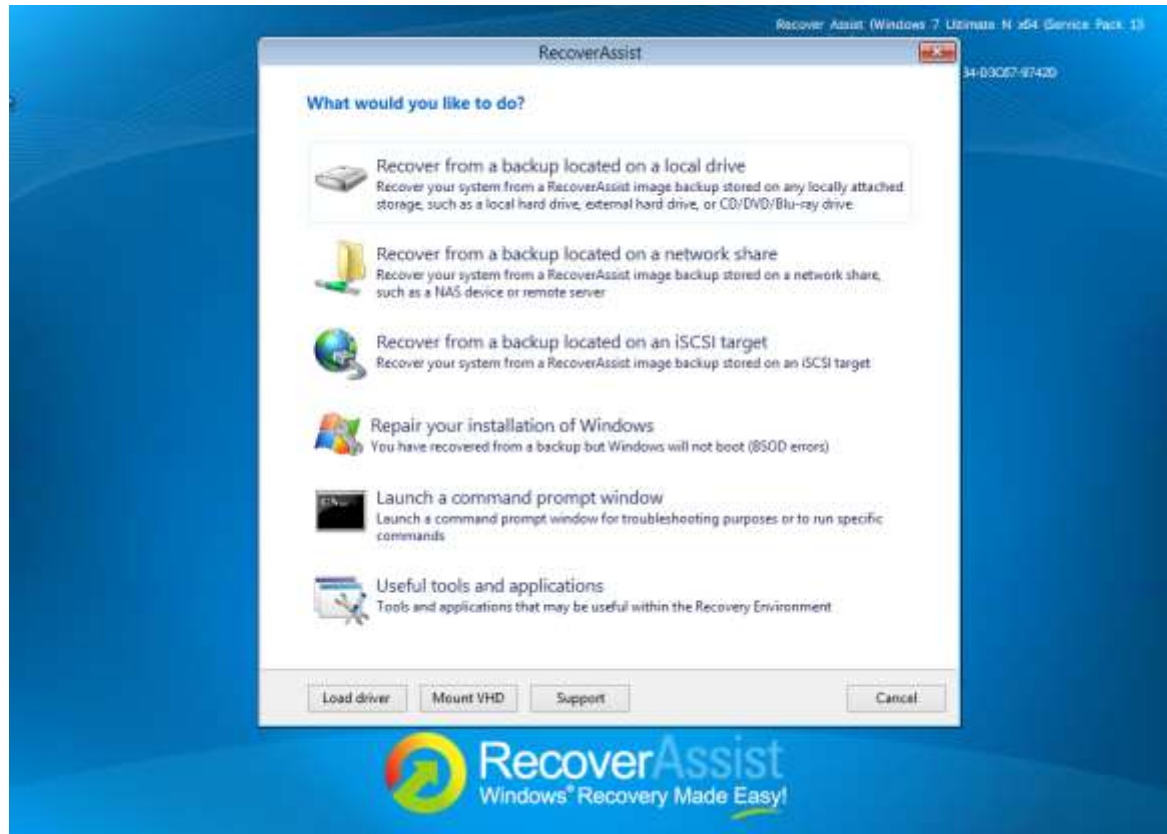 Recover Assist (Windows 7 Ultimate N x64 (Service Pack 1))
RecoverAssist
34-D3C67-9742D
What would you like to do?
Recover from a backup located on a local drive
Recover your system from a RecoverAssist image backup stored on any locally attached
storage, such as a local hard drive, external hard drive, or CD/DVD/Blu-ray drive
Recover from a backup located on a network share
Recover your system from a RecoverAssist image backup stored on a network share,
such as a NAS device or remote server
Recover from a backup located on an iSCSI target
Recover your system from a RecoverAssist image backup stored on an iSCSI target
Repair your installation of Windows
You have recovered from a backup but Windows will not boot (BSOD errors)
Launch a command prompt window
Launch a command prompt window for troubleshooting purposes or to run specific
commands
Useful tools and applications
Tools and applications that may be useful within the Recovery Environment
Load driver Mount VHD Support Cancel
RecoverAssist
Windows® Recovery Made Easy!